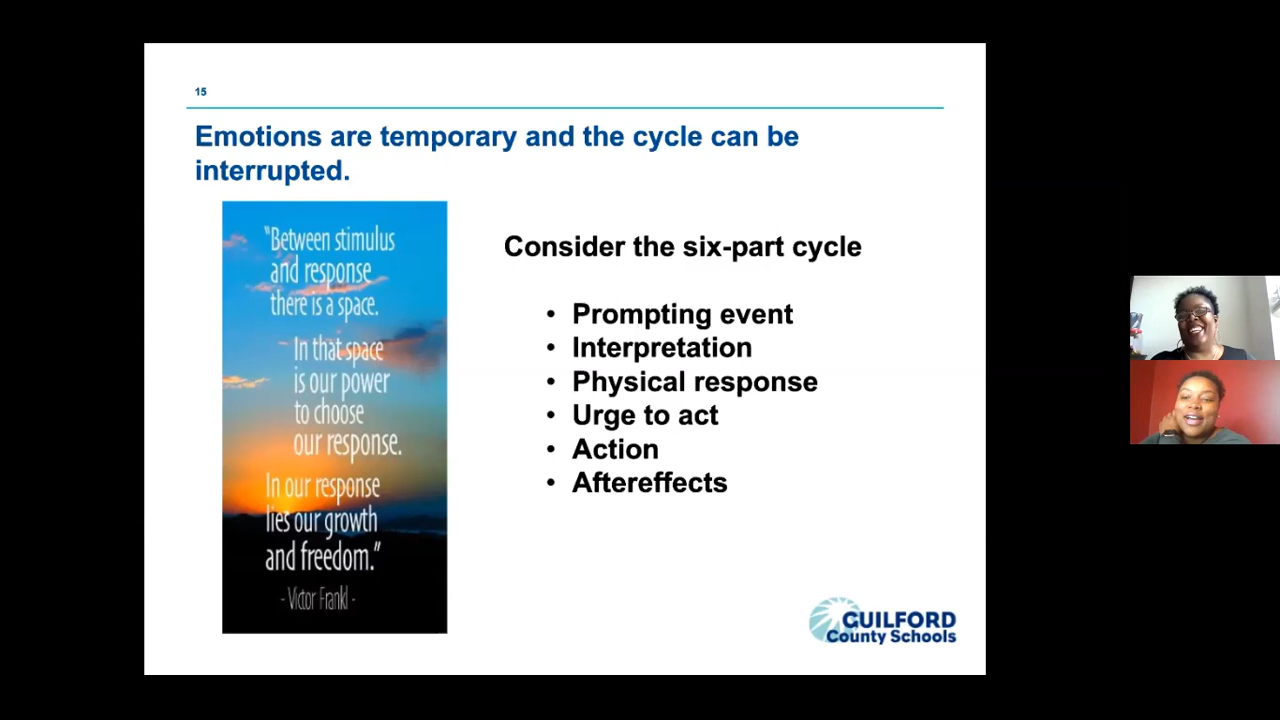 15
Emotions are temporary and the cycle can be
interrupted.
"Between stimulus
and response
there is a space.
In that space
is our power
to choose
our response.
In our response
lies our growth
and freedom."
- Victor Frankl -
Consider the six-part cycle
• Prompting event
• Interpretation
• Physical response
• Urge to act
• Action
• Aftereffects
GUILFORD
County Schools